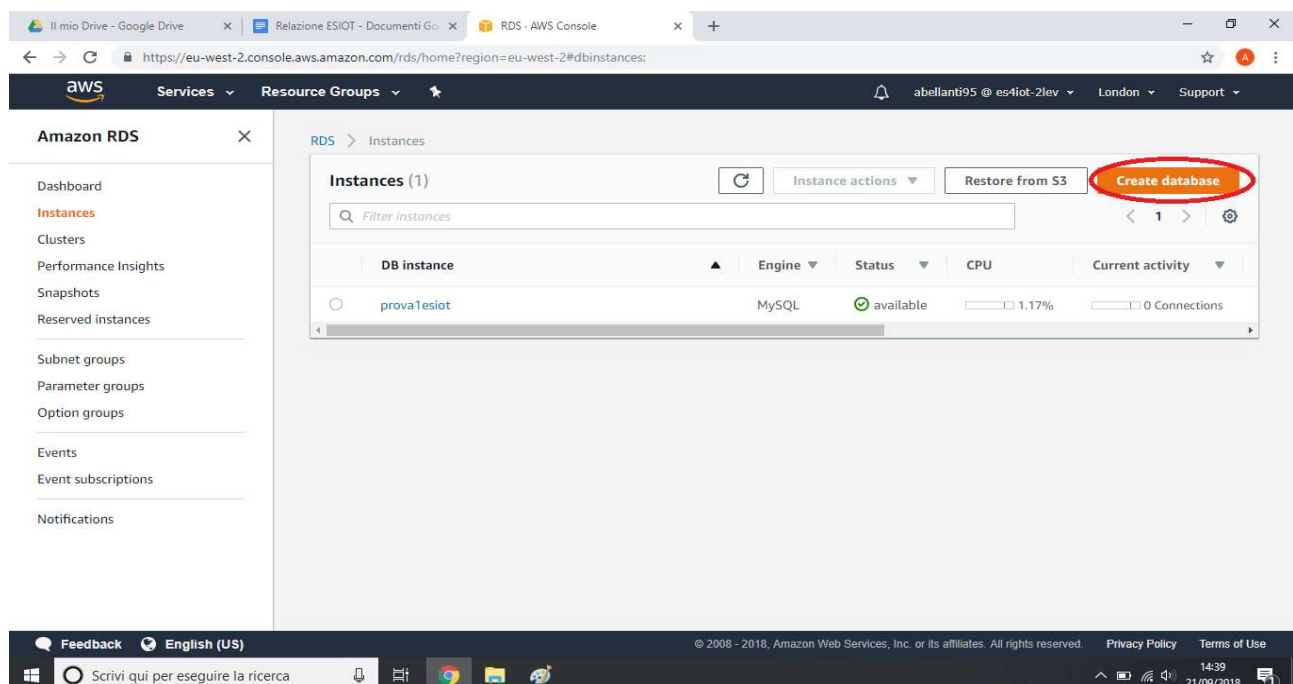 Il mio Drive - Google Drive
Relazione ESIOT - Documenti Go
RDS - AWS Console
https://eu-west-2.console.aws.amazon.com/rds/home?region=eu-west-2#dbinstances:
A
aws
Services
Resource Groups
abellanti95 @ es4iot-2lev
London
Support
Amazon RDS
Dashboard
Instances
Clusters
Performance Insights
Snapshots
Reserved instances
Subnet groups
Parameter groups
Option groups
Events
Event subscriptions
Notifications
RDS > Instances
Instances (1)
Instance actions
Restore from S3
Create database
Filter instances
< 1 >
DB instance Engine Status CPU Current activity
prova1esiot MySQL available 1.17% 0 Connections
Feedback English (US)
© 2008 - 2018, Amazon Web Services, Inc. or its affiliates. All rights reserved. Privacy Policy Terms of Use
Scrivi qui per eseguire la ricerca
14:39
21/09/2018
1